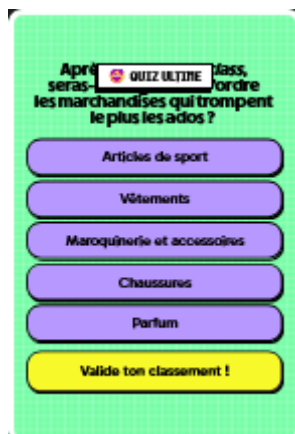 QUIZ ULTIME
Apr class,
seras- l'ordre
les marchandises qui trompent
le plus les ados ?
Articles de sport
Vêtements
Maroquinerie et accessoires
Chaussures
Parfum
Valide ton classement !